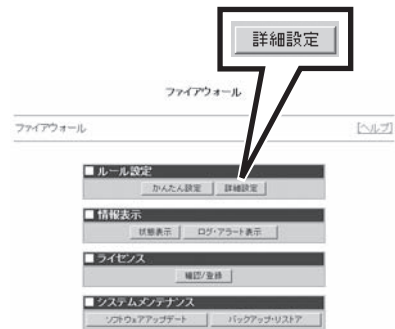 詳細設定
ファイアウォール
ファイアウォール [ヘルプ]
■ ルール設定
かんたん設定 詳細設定
■ 情報表示
状態表示 ログ・アラート表示
■ ライセンス
確認/登録
■ システムメンテナンス
ソフトウェアアップデート バックアップ・リストア